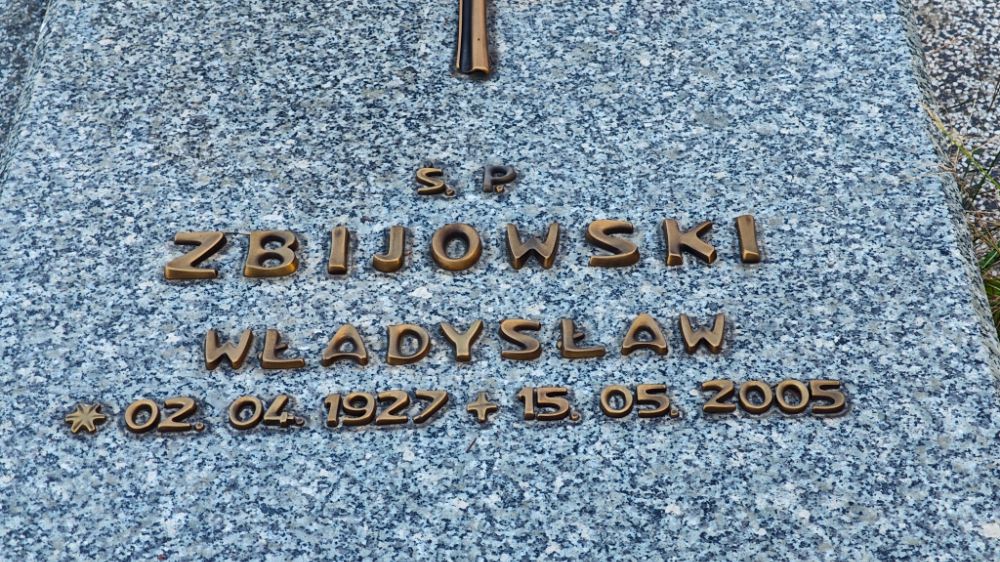 Ś. P.
ZBIJOWSKI
WŁADYSŁAW
* 02. 04. 1927 + 15. 05. 2005